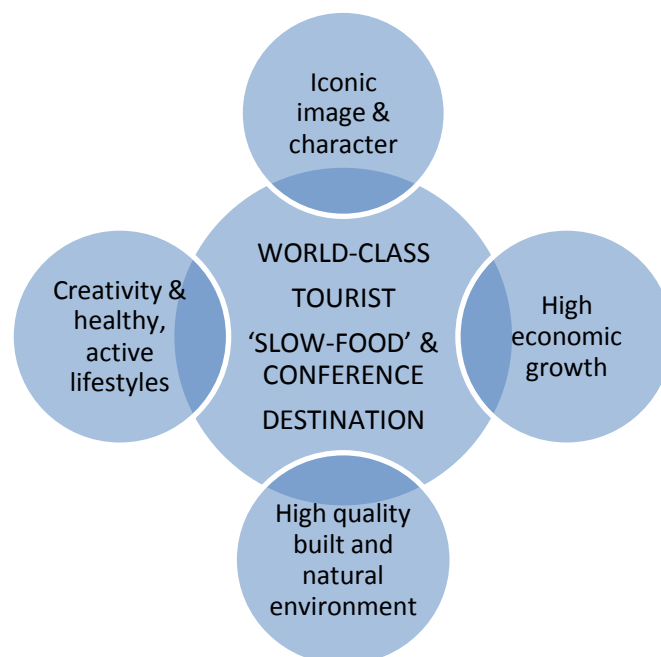 Iconic
image &
character
WORLD-CLASS
TOURIST
‘SLOW-FOOD’ &
CONFERENCE
DESTINATION
Creativity &
healthy,
active
lifestyles
High
economic
growth
High quality
built and
natural
environment